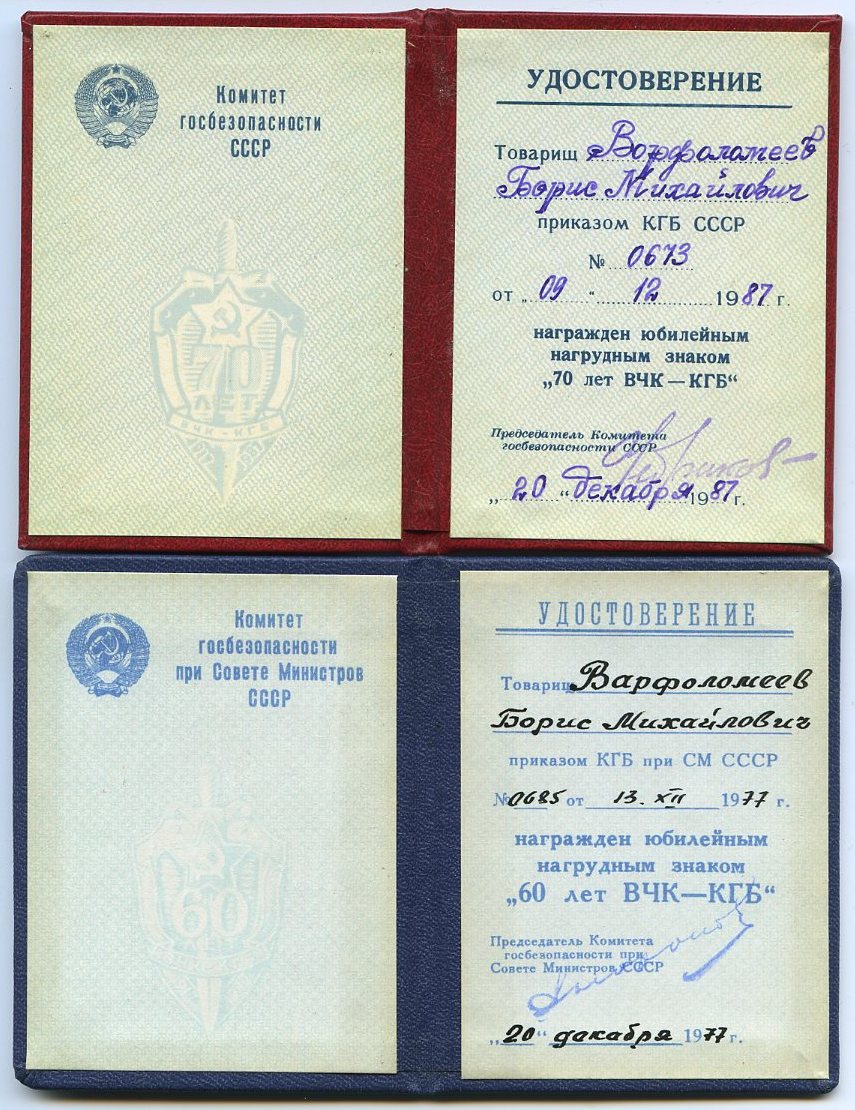 Комитет
госбезопасности
СССР
70
ЛЕТ
ВЧК-КГБ
УДОСТОВЕРЕНИЕ
Товарищ Ворфоломеев
Борис Михайлович
приказом КГБ СССР
№ 0673
от „ 09 “ 12 1987 г.
награжден юбилейным
нагрудным знаком
„70 лет ВЧК—КГБ“
Председатель Комитета
госбезопасности СССР
„ 20 “ декабря 1987 г.
Комитет
госбезопасности
при Совете Министров
СССР
60
УДОСТОВЕРЕНИЕ
Товарищ Варфоломеев
Борис Михайлович
приказом КГБ при СМ СССР
№ 0685 от 13. XII 1977 г.
награжден юбилейным
нагрудным знаком
„60 лет ВЧК—КГБ“
Председатель Комитета
госбезопасности при
Совете Министров СССР
„20“ декабря 1977 г.